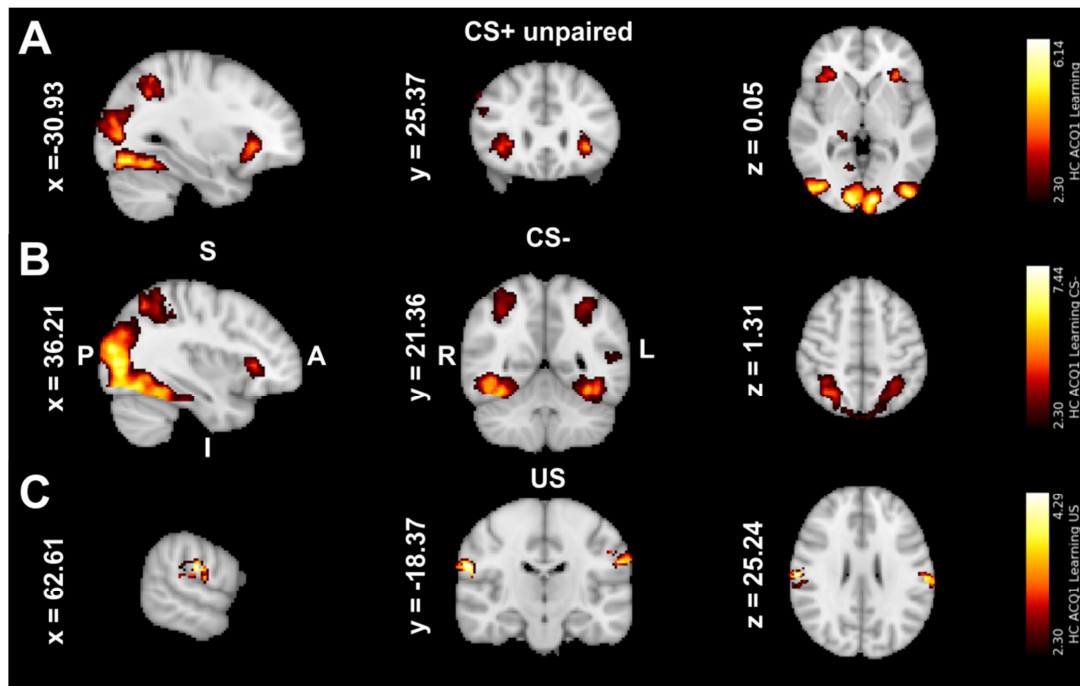 A
CS+ unpaired
x =-30.93
y = 25.37
z = 0.05
6.14
HC ACQ1 Learning
2.30
B
S
CS-
x = 36.21
P
A
I
y = 21.36
R
L
z = 1.31
7.44
HC ACQ1 Learning CS-
2.30
C
US
x = 62.61
y = -18.37
z = 25.24
4.29
HC ACQ1 Learning US
2.30